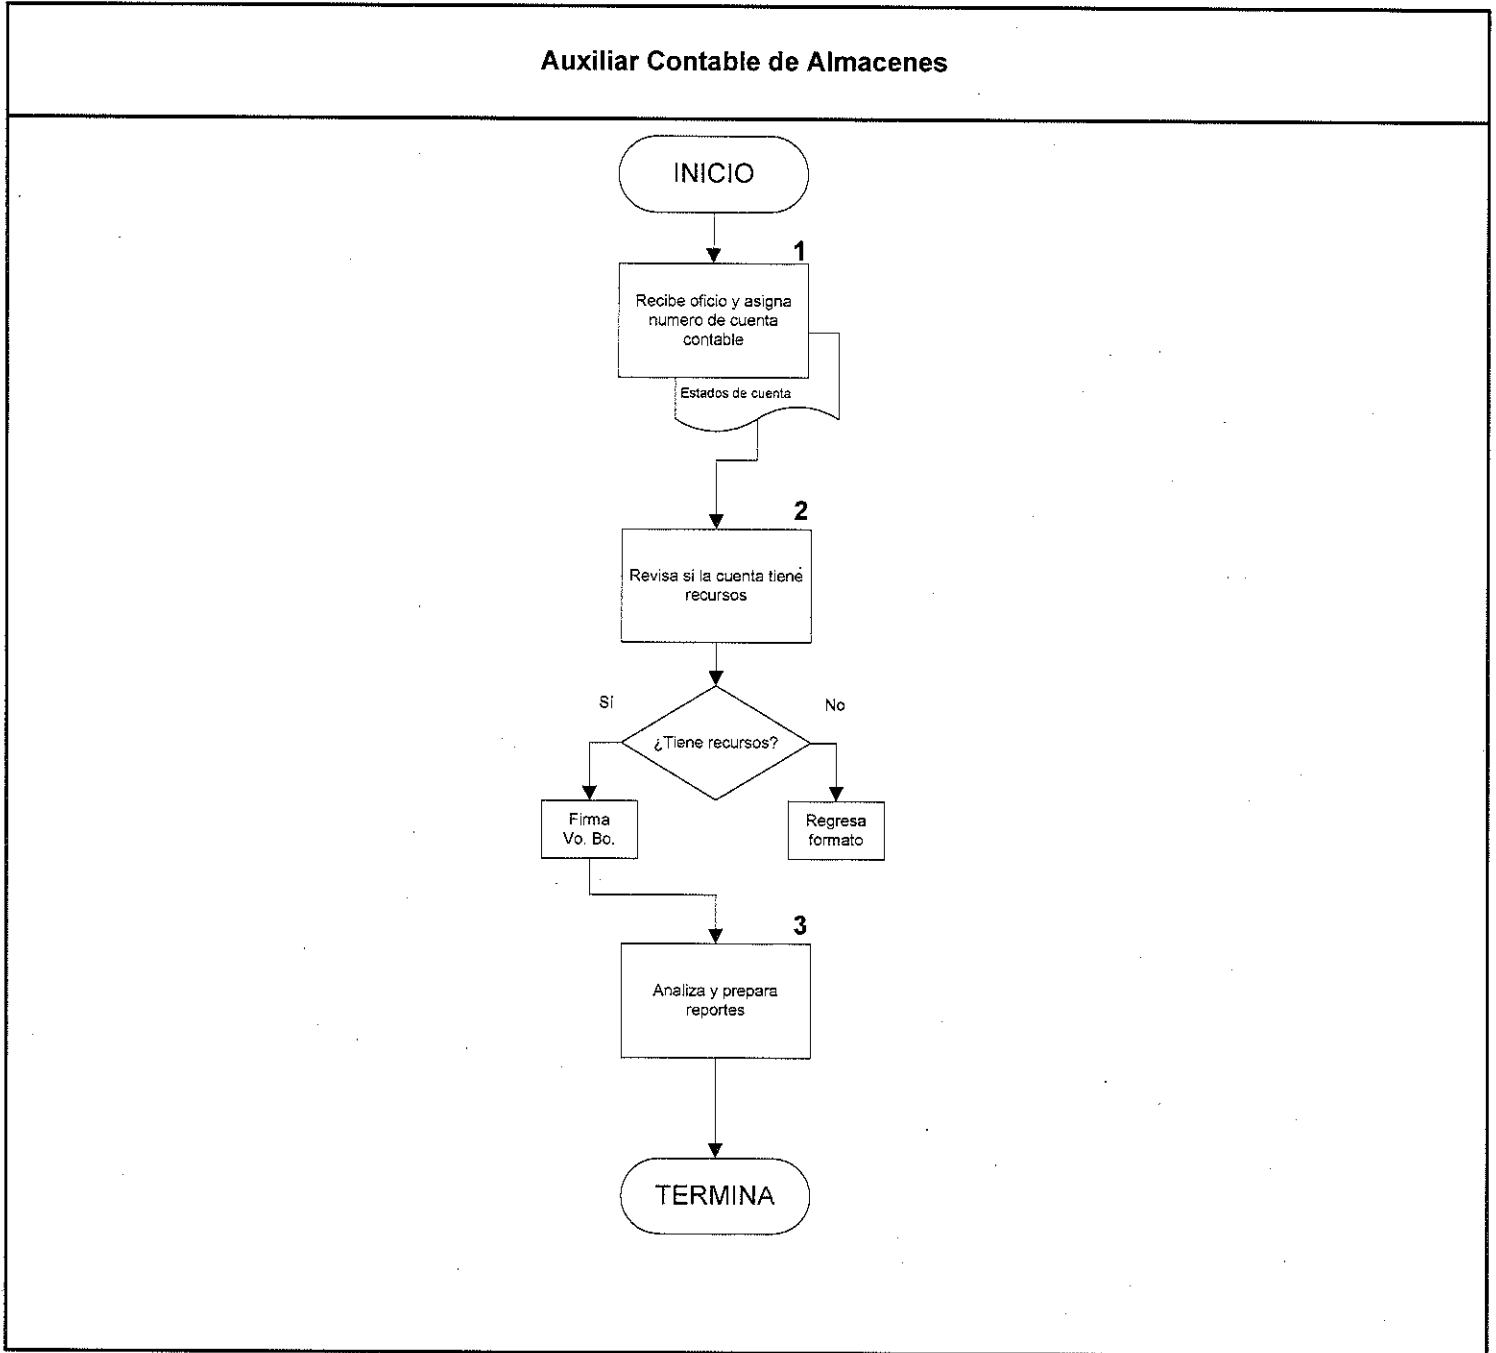 Auxiliar Contable de Almacenes
INICIO
1
Recibe oficio y asigna
numero de cuenta
contable
Estados de cuenta
2
Revisa si la cuenta tiene
recursos
Sí
No
¿Tiene recursos?
Firma
Vo. Bo.
Regresa
formato
3
Analiza y prepara
reportes
TERMINA